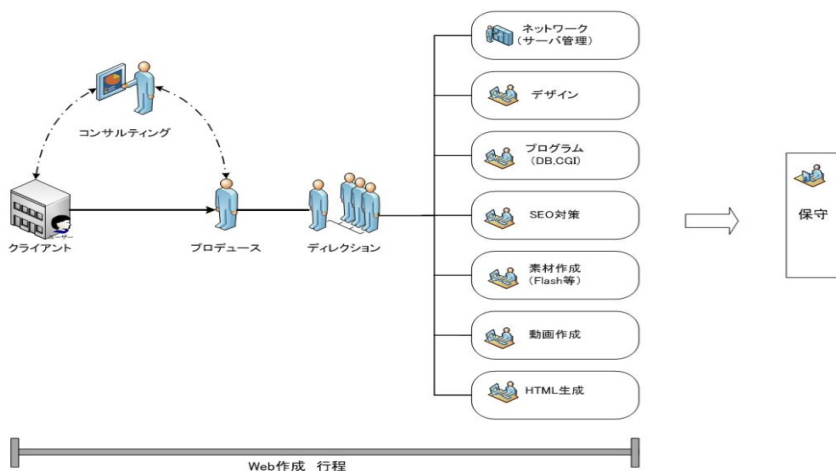 コンサルティング
クライアント
ユーザー
プロデュース
ディレクション
ネットワーク
(サーバ管理)
デザイン
プログラム
(DB,CGI)
SEO対策
素材作成
(Flash等)
動画作成
HTML生成
保守
Web作成 行程